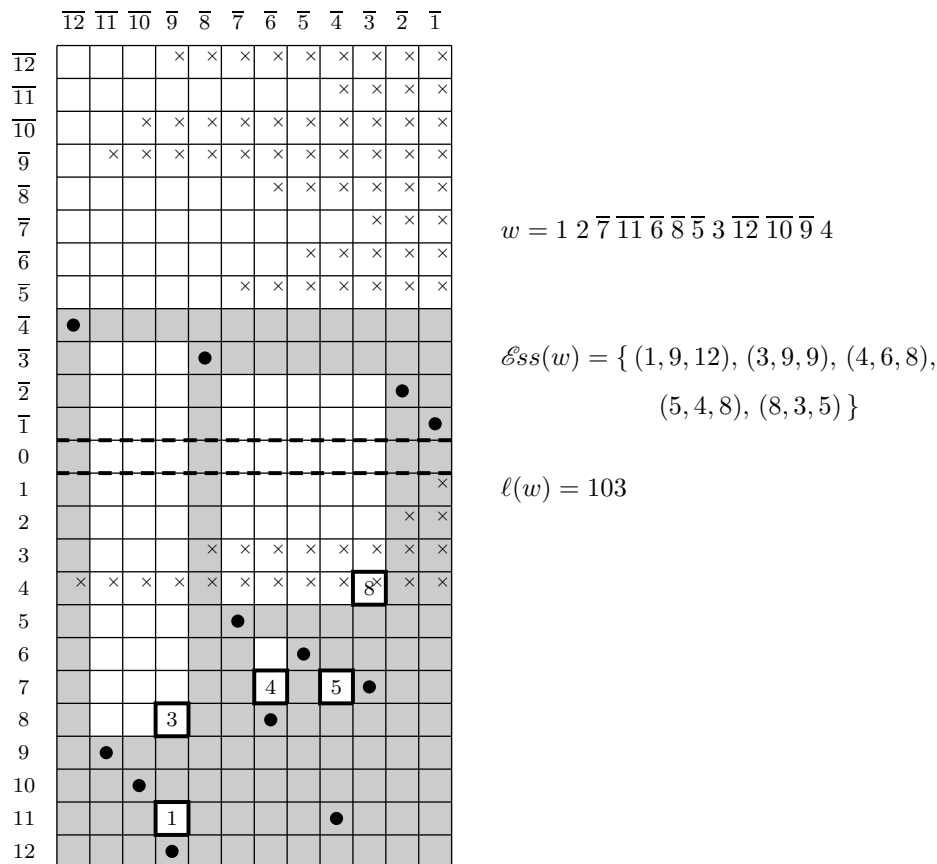 12̅ 11̅ 10̅ 9̅ 8̅ 7̅ 6̅ 5̅ 4̅ 3̅ 2̅ 1̅
12̅ × × × × × × × × ×
11̅ × × × ×
10̅ × × × × × × × × × ×
9̅ × × × × × × × × × × ×
8̅ × × × × × ×
7̅ × × ×
w = 1 2 7̅ 11̅ 6̅ 8̅ 5̅ 3 12̅ 10̅ 9̅ 4
6̅ × × × × ×
5̅ × × × × × × ×
4̅
3̅
ℰss(w) = { (1, 9, 12), (3, 9, 9), (4, 6, 8),
2̅
(5, 4, 8), (8, 3, 5) }
1̅
0
1 ×
ℓ(w) = 103
2 × ×
3 × × × × × × × ×
4 × × × × × × × × × 8 × × ×
5
6
7 4 5
8 3
9
10
11 1
12